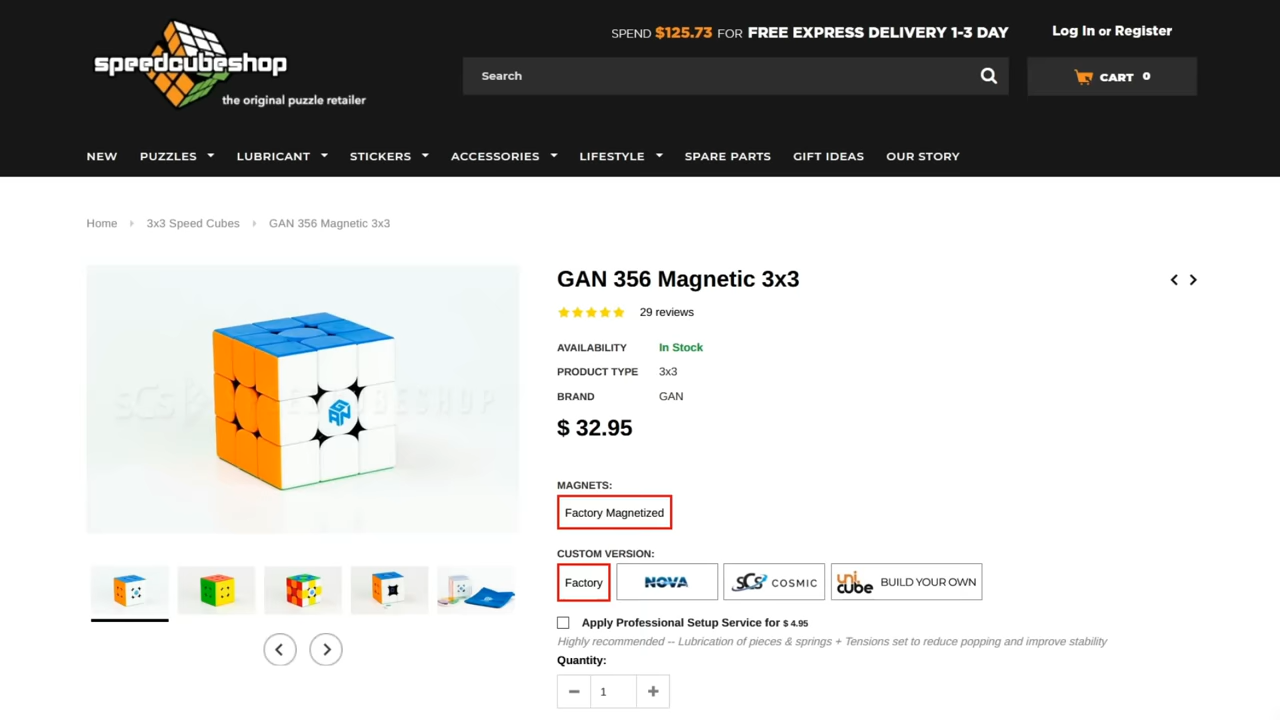 speedcubeshop
the original puzzle retailer
SPEND $125.73 FOR FREE EXPRESS DELIVERY 1-3 DAY
Log In or Register
Search
CART 0
NEW PUZZLES LUBRICANT STICKERS ACCESSORIES LIFESTYLE SPARE PARTS GIFT IDEAS OUR STORY
Home 3x3 Speed Cubes GAN 356 Magnetic 3x3
GAN 356 Magnetic 3x3
29 reviews
AVAILABILITY In Stock
PRODUCT TYPE 3x3
BRAND GAN
$ 32.95
GAN
MAGNETS:
Factory Magnetized
CUSTOM VERSION:
Factory NOVA SCS COSMIC uni cube BUILD YOUR OWN
Apply Professional Setup Service for $ 4.95
Highly recommended -- Lubrication of pieces & springs + Tensions set to reduce popping and improve stability
Quantity:
1